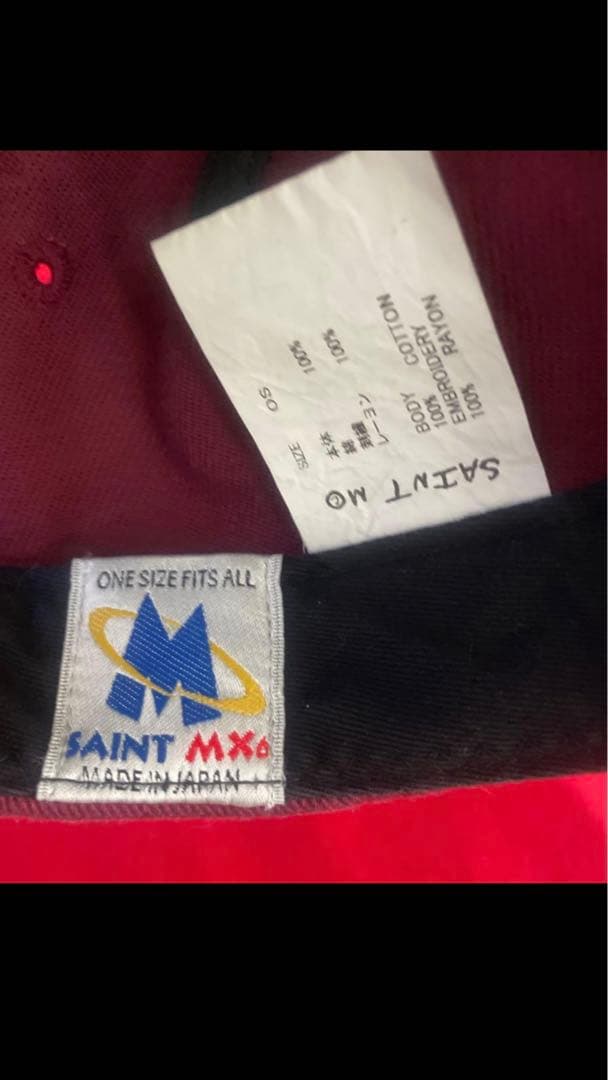 SAINT M©
SIZE OS
本体 100%
綿
刺繍 100%
レーヨン
BODY COTTON
100%
EMBROIDERY
100% RAYON
ONE SIZE FITS ALL
M
SAINT MX6
MADE IN JAPAN